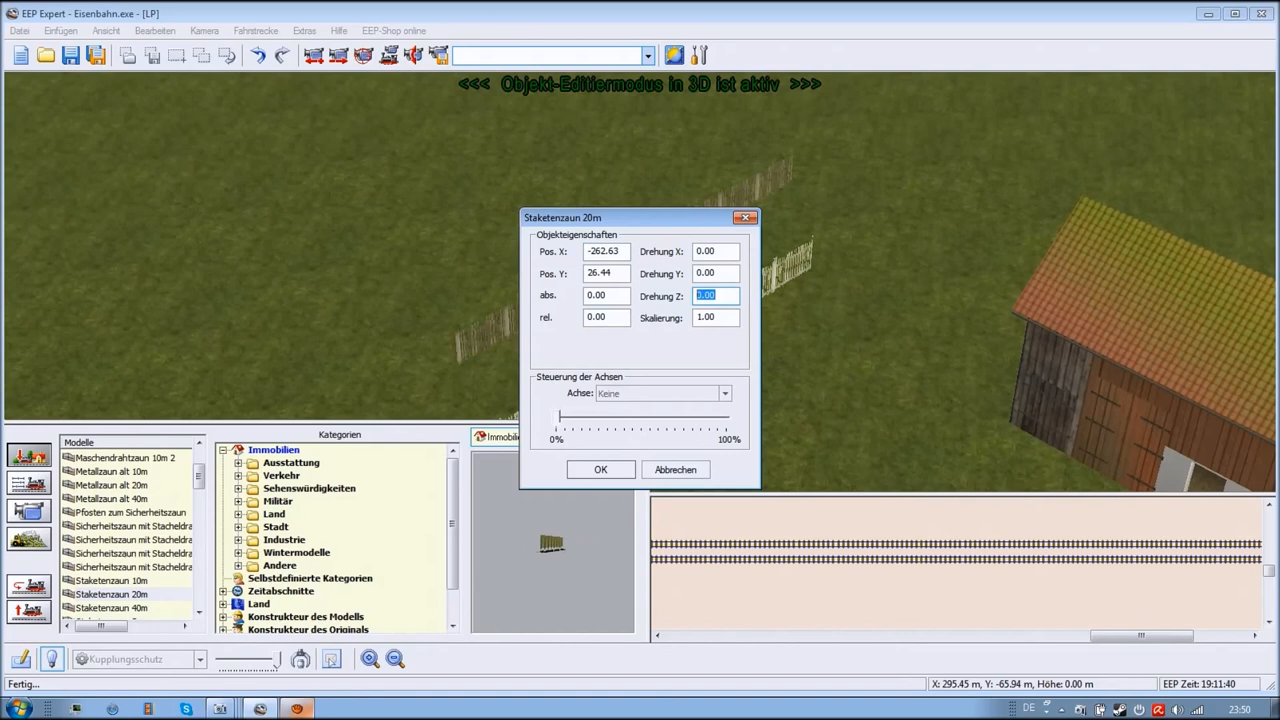 EEP Expert - Eisenbahn.exe - [LP]
Datei Einfügen Ansicht Bearbeiten Kamera Fahrstrecke Extras Hilfe EEP-Shop online
<<< Objekt-Editiermodus in 3D ist aktiv >>>
Staketenzaun 20m
Objekteigenschaften
Pos. X: -262.63 Drehung X: 0.00
Pos. Y: 26.44 Drehung Y: 0.00
abs. 0.00 Drehung Z: 0.00
rel. 0.00 Skalierung: 1.00
Steuerung der Achsen
Achse: Keine
0% 100%
OK Abbrechen
Modelle
Maschendrahtzaun 10m 2
Metallzaun alt 10m
Metallzaun alt 20m
Metallzaun alt 40m
Pfosten zum Sicherheitszaun
Sicherheitszaun mit Stacheldra
Sicherheitszaun mit Stacheldra
Sicherheitszaun mit Stacheldra
Sicherheitszaun mit Stacheldra
Staketenzaun 10m
Staketenzaun 20m
Staketenzaun 40m
Kategorien
Immobilien
Ausstattung
Verkehr
Sehenswürdigkeiten
Militär
Land
Stadt
Industrie
Wintermodelle
Andere
Selbstdefinierte Kategorien
Zeitabschnitte
Land
Konstrukteur des Modells
Konstrukteur des Originals
Immobili
Kupplungsschutz
Fertig... X: 295.45 m, Y: -65.94 m, Höhe: 0.00 m EEP Zeit: 19:11:40
DE 23:50